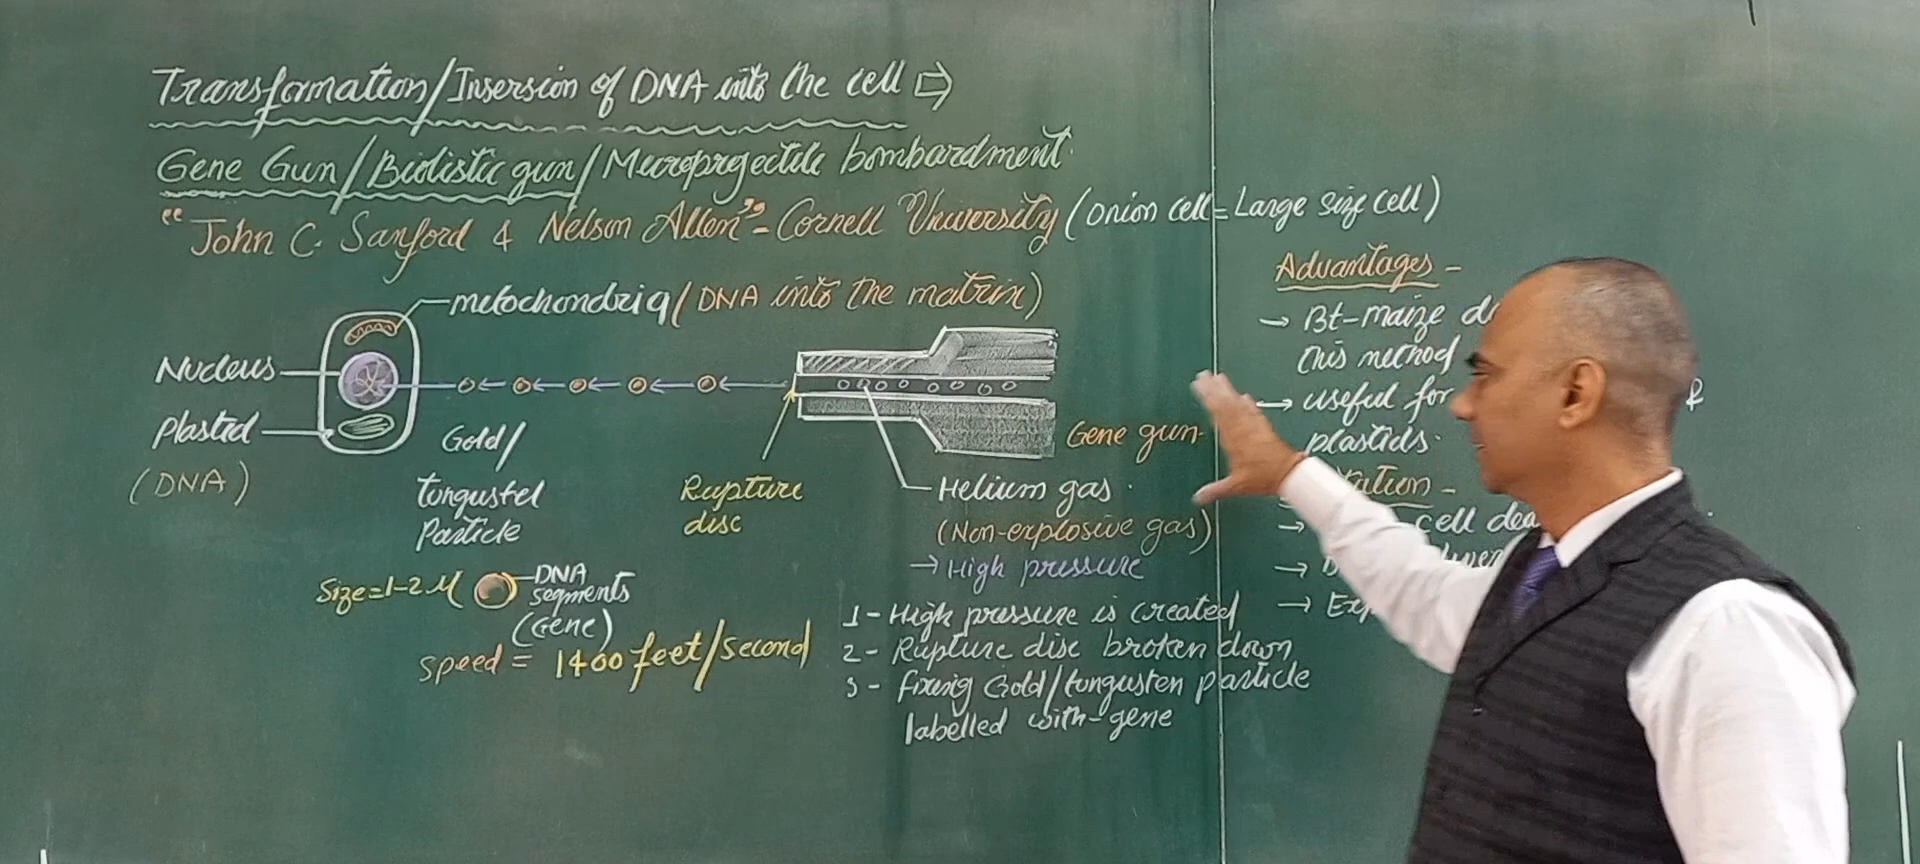 Transformation/Insersion of DNA into the cell ⇨
Gene Gun/Biolistic gun/Microprojectile bombardment.
"John C. Sanford & Nelson Allen" - Cornell University (onion cell = Large size cell)
mitochondria/(DNA into the matrix)
Nucleus
Plastid
(DNA)
Gold/
tungustel
Particle
Size=1-2 M
DNA
segments
(Gene)
Speed = 1400 feet/second
Rupture
disc
Gene gun
Helium gas
(Non-explosive gas)
→ High pressure
1- High pressure is created
2- Rupture disc broken down
3- fixing Gold/tungusten particle
labelled with-gene
Advantages -
→ Bt-maize
this method
→ useful for
plastids.
→ cell
→
→